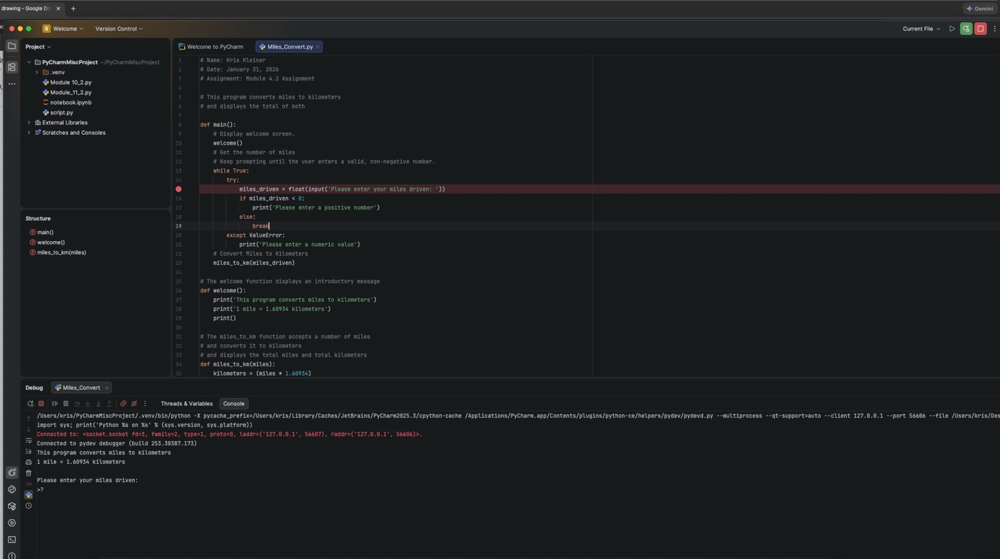 drawing - Google Dr
Gemini
W Welcome
Version Control
Current File
Project
PyCharmMiscProject ~/PyCharmMiscProject
.venv
Module 10_2.py
Module_11_2.py
notebook.ipynb
script.py
External Libraries
Scratches and Consoles
Structure
main()
welcome()
miles_to_km(miles)
Welcome to PyCharm
Miles_Convert.py
1 # Name: Kris Kleiner
2 # Date: January 31, 2026
3 # Assignment: Module 4.2 Assignment
4
5 # This program converts miles to kilometers
6 # and displays the total of both
7
8 def main():
9 # Display welcome screen.
10 welcome()
11 # Get the number of miles
12 # Keep prompting until the user enters a valid, non-negative number.
13 while True:
14 try:
miles_driven = float(input('Please enter your miles driven: '))
16 if miles_driven < 0:
17 print('Please enter a positive number')
18 else:
19 break
20 except ValueError:
21 print('Please enter a numeric value')
22 # Convert Miles to Kilometers
23 miles_to_km(miles_driven)
24
25 # The welcome function displays an introductory message
26 def welcome():
27 print('This program converts miles to kilometers')
28 print('1 mile = 1.60934 kilometers')
29 print()
30
31 # The miles_to_km function accepts a number of miles
32 # and converts it to kilometers
33 # and displays the total miles and total kilometers
34 def miles_to_km(miles):
35 kilometers = (miles * 1.60934)
Debug
Miles_Convert
Threads & Variables
Console
/Users/kris/PyCharmMiscProject/.venv/bin/python -X pycache_prefix=/Users/kris/Library/Caches/JetBrains/PyCharm2025.3/cpython-cache /Applications/PyCharm.app/Contents/plugins/python-ce/helpers/pydev/pydevd.py --multiprocess --qt-support=auto --client 127.0.0.1 --port 56606 --file /Users/kris/Des
import sys; print('Python %s on %s' % (sys.version, sys.platform))
Connected to: <socket.socket fd=3, family=2, type=1, proto=0, laddr=('127.0.0.1', 56607), raddr=('127.0.0.1', 56606)>.
Connected to pydev debugger (build 253.30387.173)
This program converts miles to kilometers
1 mile = 1.60934 kilometers
Please enter your miles driven:
>?